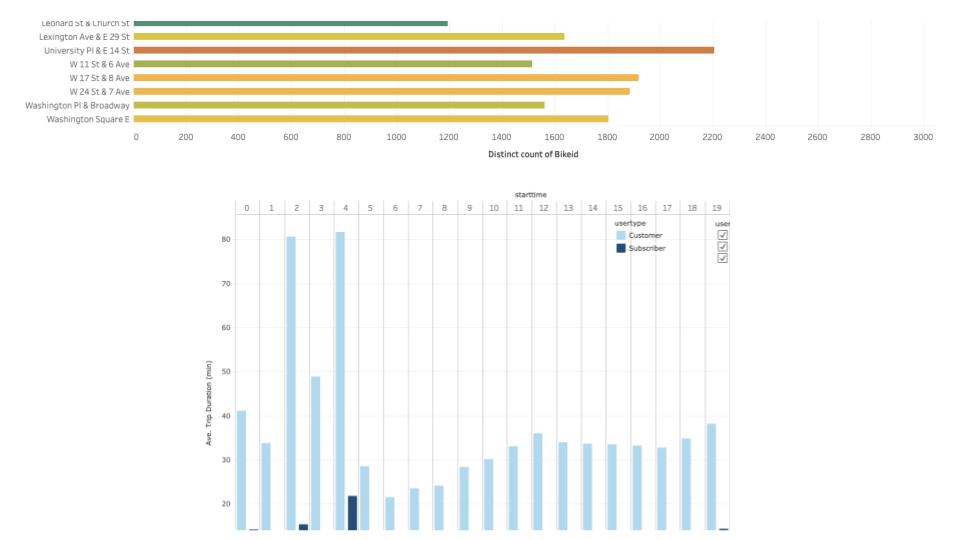 Leonard St & Church St
Lexington Ave & E 29 St
University Pl & E 14 St
W 11 St & 6 Ave
W 17 St & 8 Ave
W 24 St & 7 Ave
Washington Pl & Broadway
Washington Square E
0 200 400 600 800 1000 1200 1400 1600 1800 2000 2200 2400 2600 2800 3000
Distinct count of Bikeid
starttime
0 1 2 3 4 5 6 7 8 9 10 11 12 13 14 15 16 17 18 19
usertype
Customer
Subscriber
user
80
70
60
50
40
30
20
Ave. Trip Duration (min)